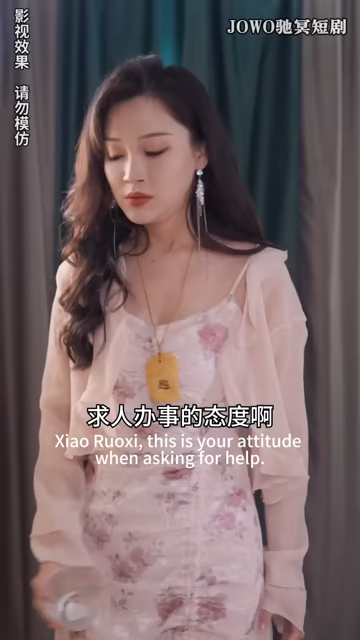 影视效果 请勿模仿
JOWO驰冥短剧
求人办事的态度啊
Xiao Ruoxi, this is your attitude
when asking for help.